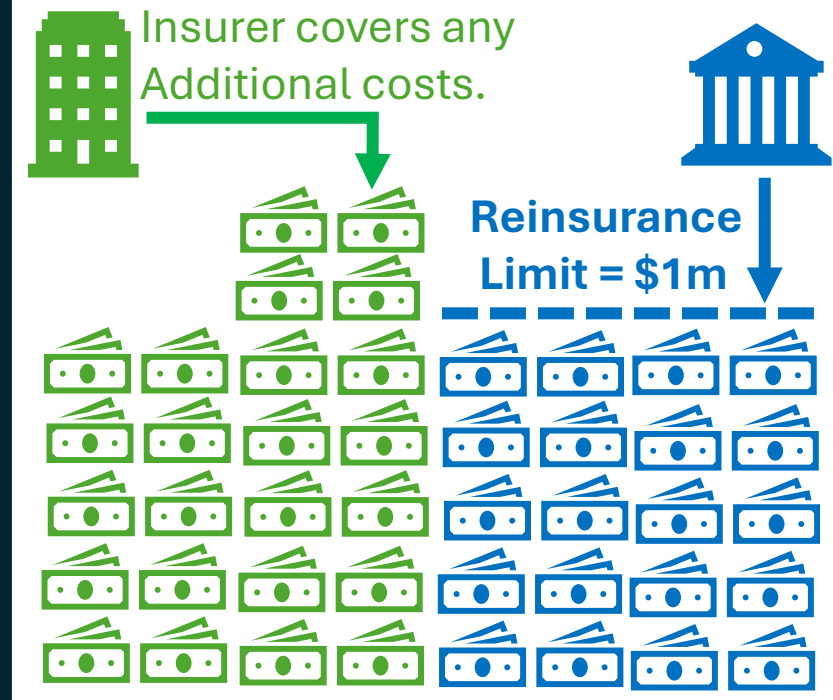 Insurer covers any
Additional costs.
Reinsurance
Limit = $1m